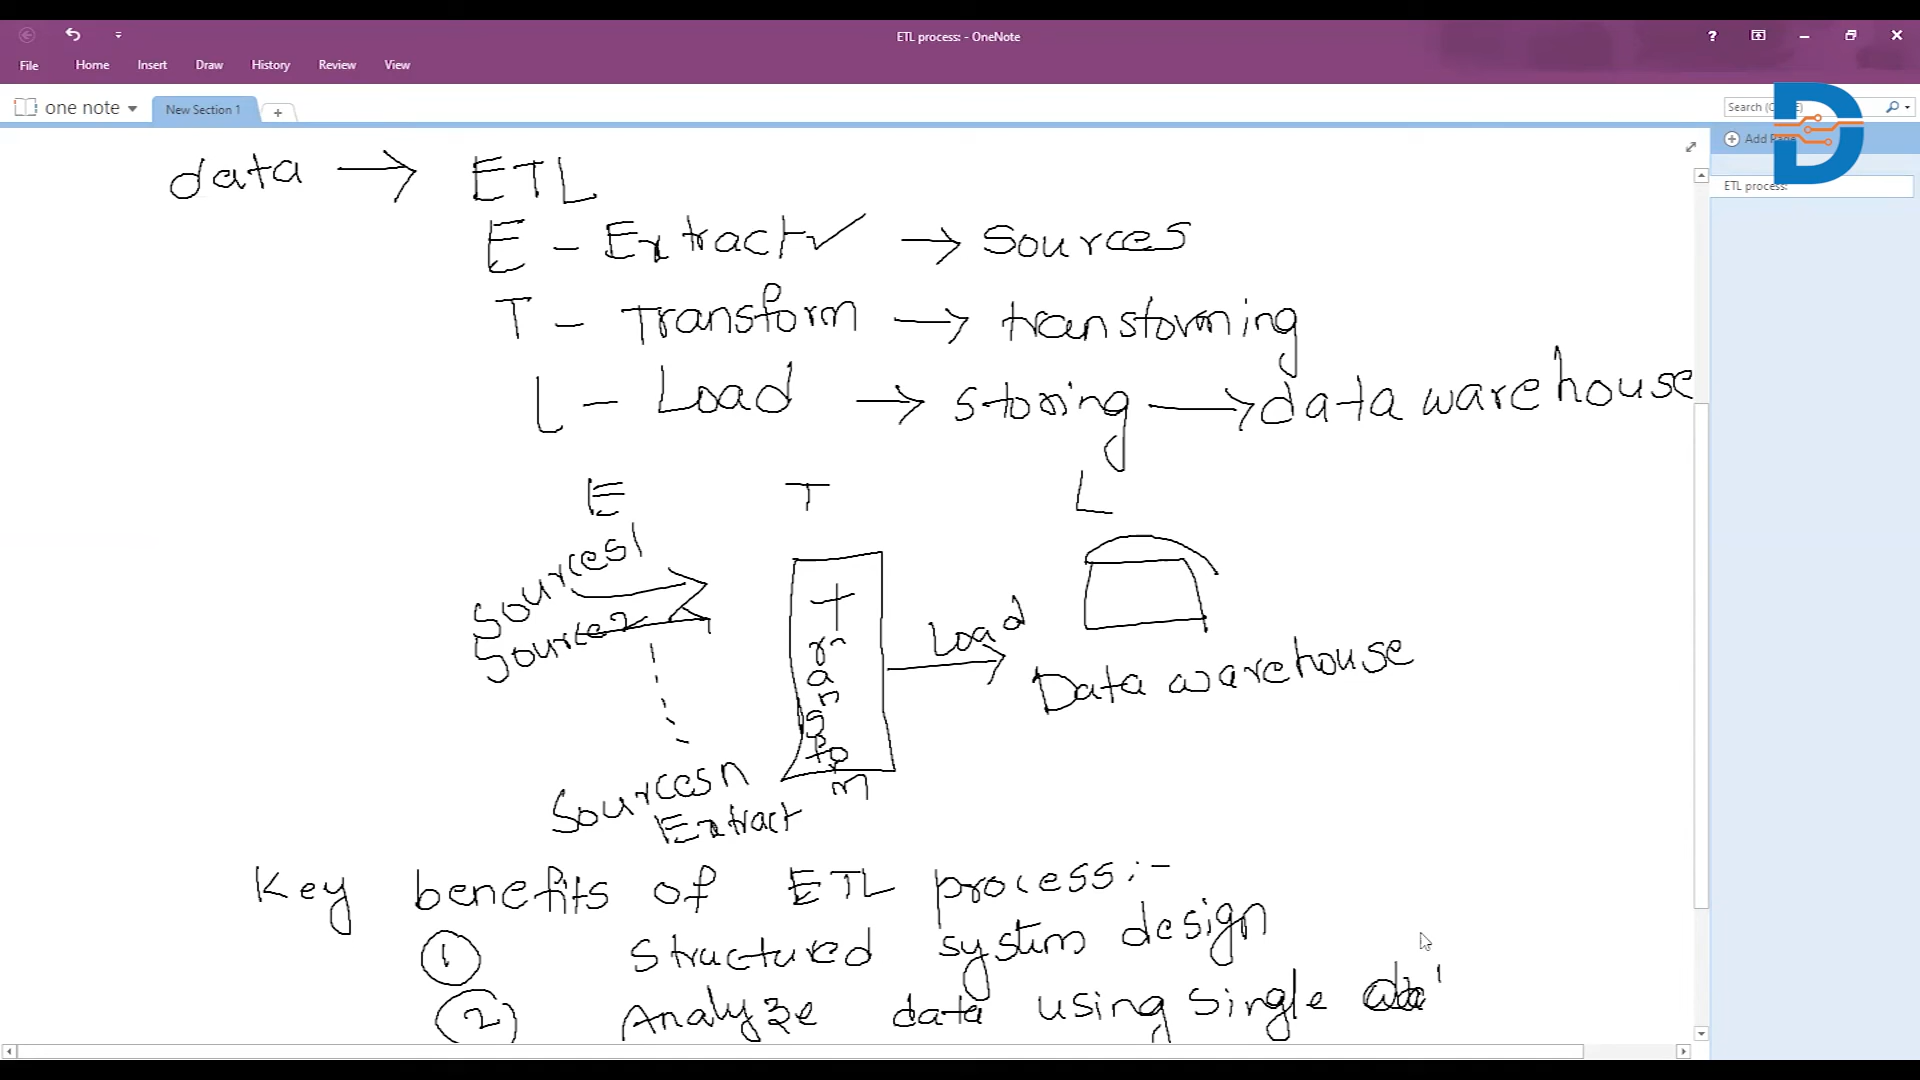 ETL process: - OneNote
?
File Home Insert Draw History Review View
one note New Section 1 +
Search (C E)
Add Page
ETL process:
data → ETL
E - Extract ✓ → Sources
T - Transform → transforming
L - Load → storing → data warehouse
E T L
Sources1
Source2
Transform
Load
Data warehouse
Sourcesn
Extract
Key benefits of ETL process:-
① Structured system design
② Analyze data using single